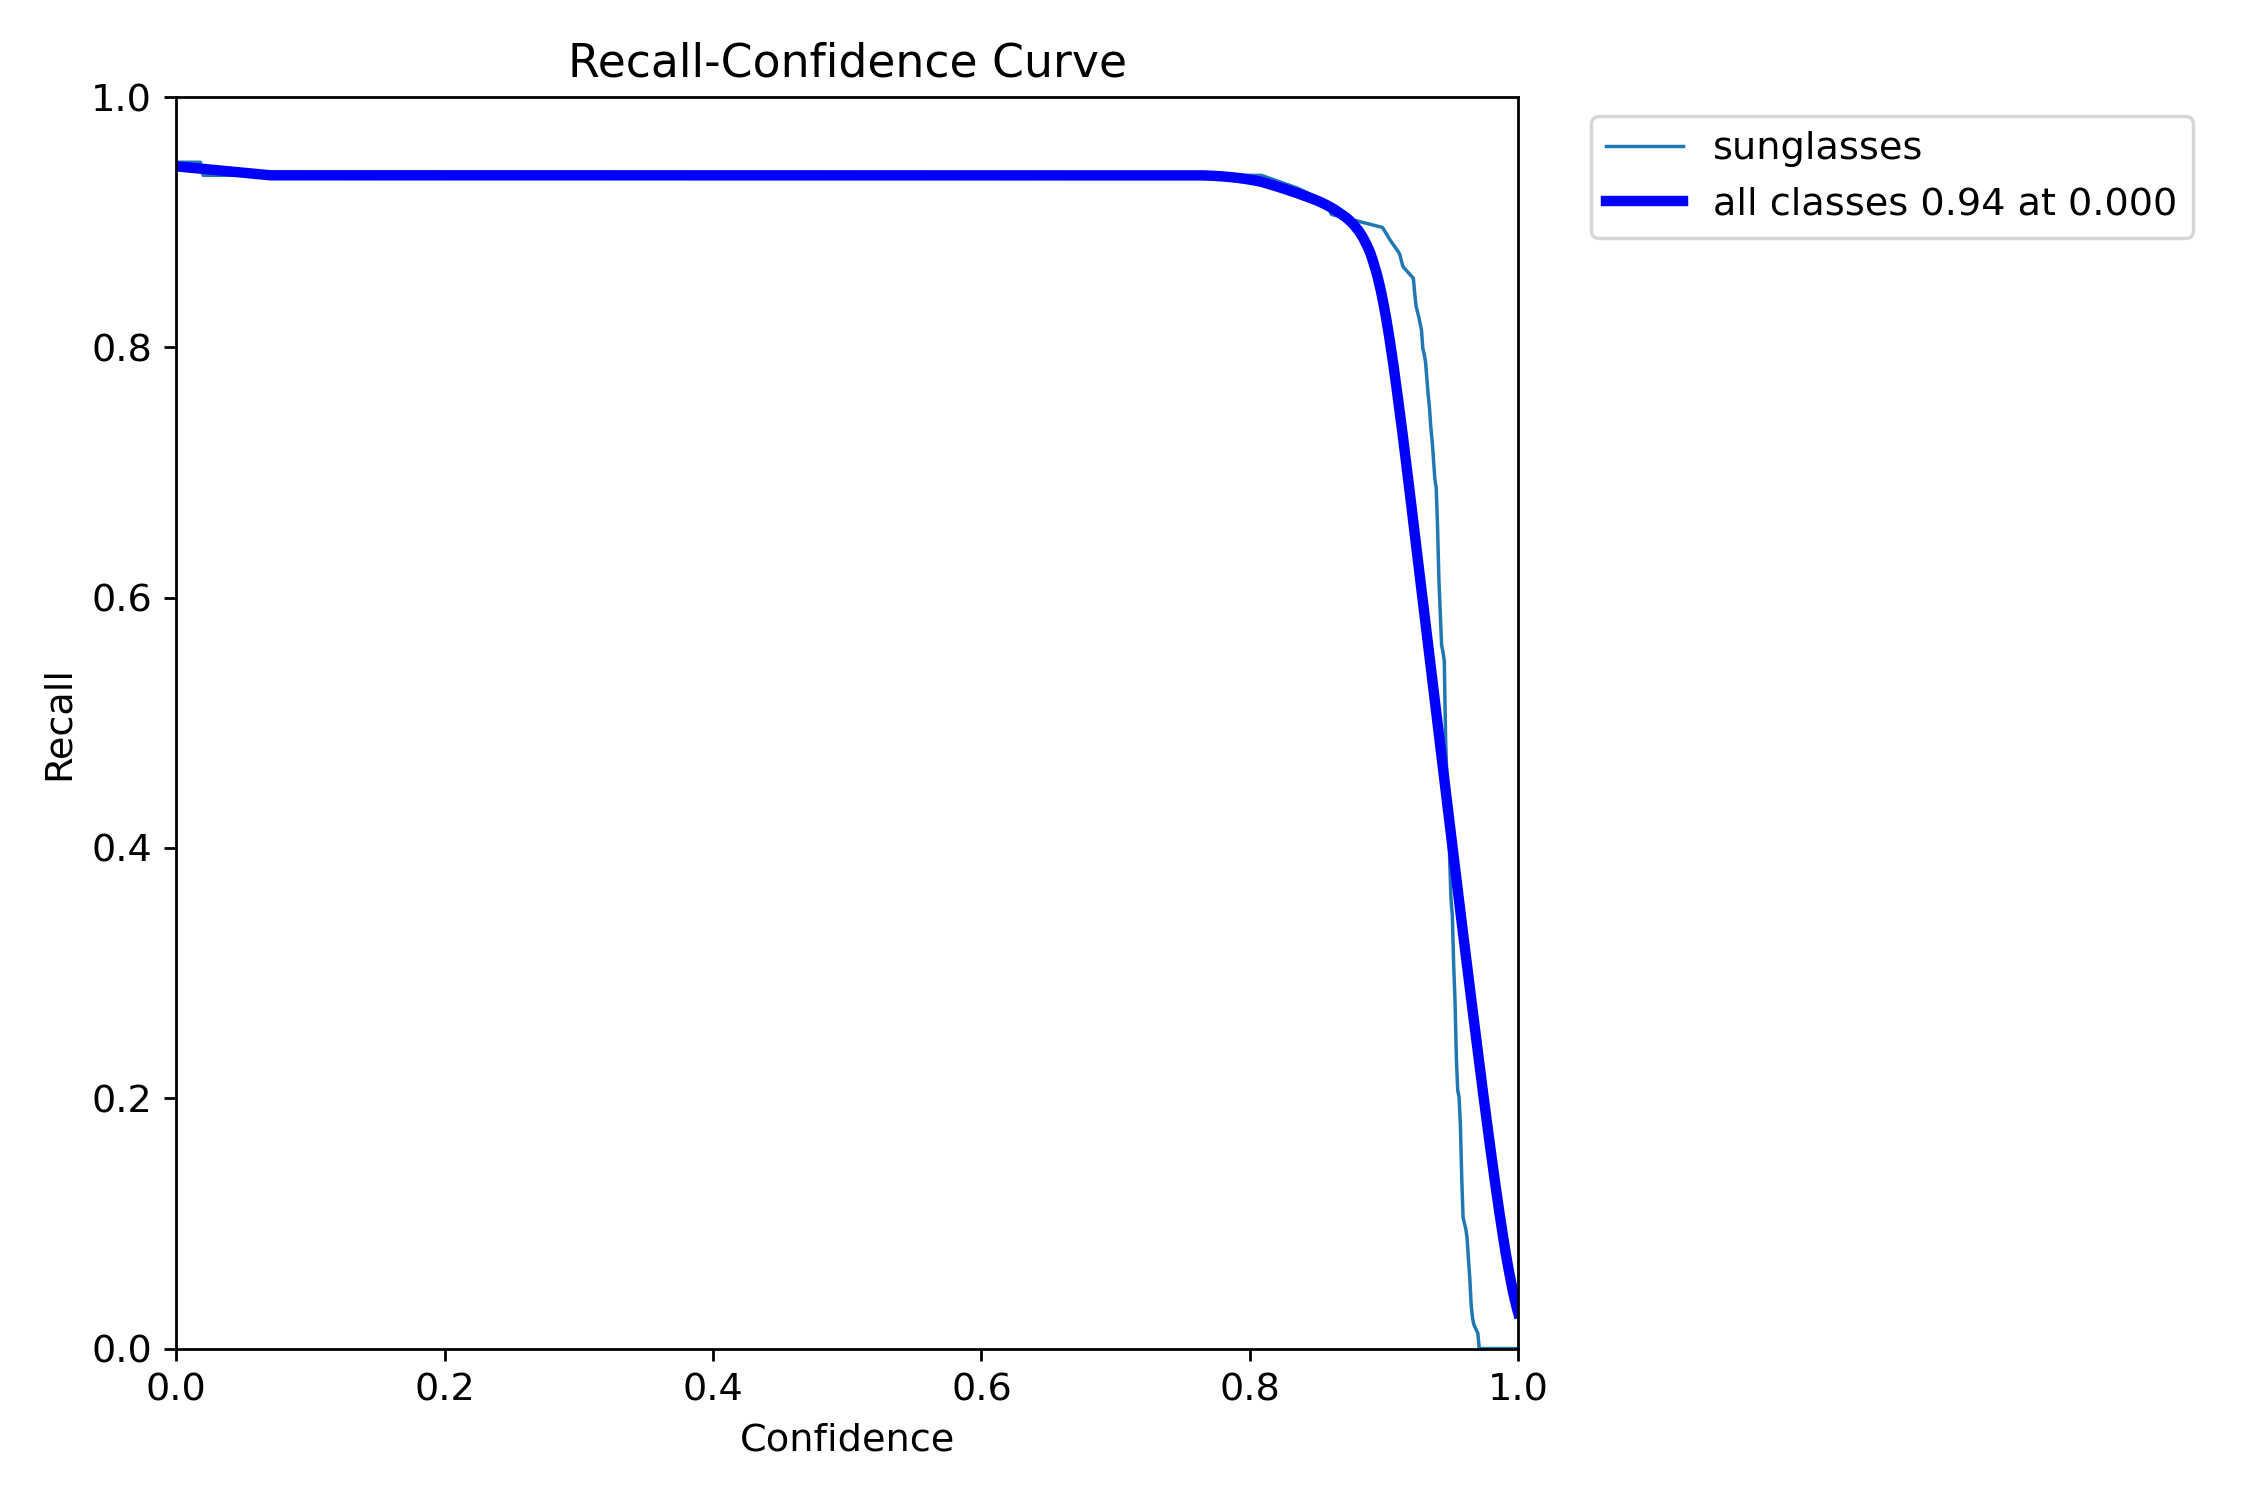 Recall-Confidence Curve
1.0
0.8
0.6
0.4
0.2
0.0
Recall
0.0 0.2 0.4 0.6 0.8 1.0
Confidence
sunglasses
all classes 0.94 at 0.000